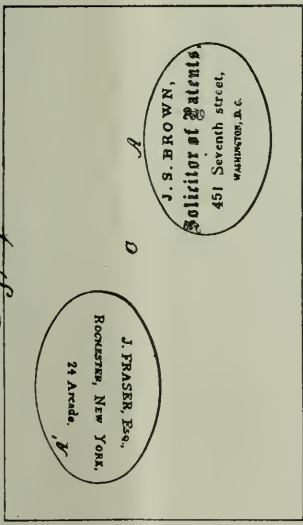 J. S. BROWN,
Solicitor of Patents,
451 Seventh street,
WASHINGTON, D. C.
J. FRASER, ESQ.,
ROCHESTER, NEW YORK,
24 Arcade.